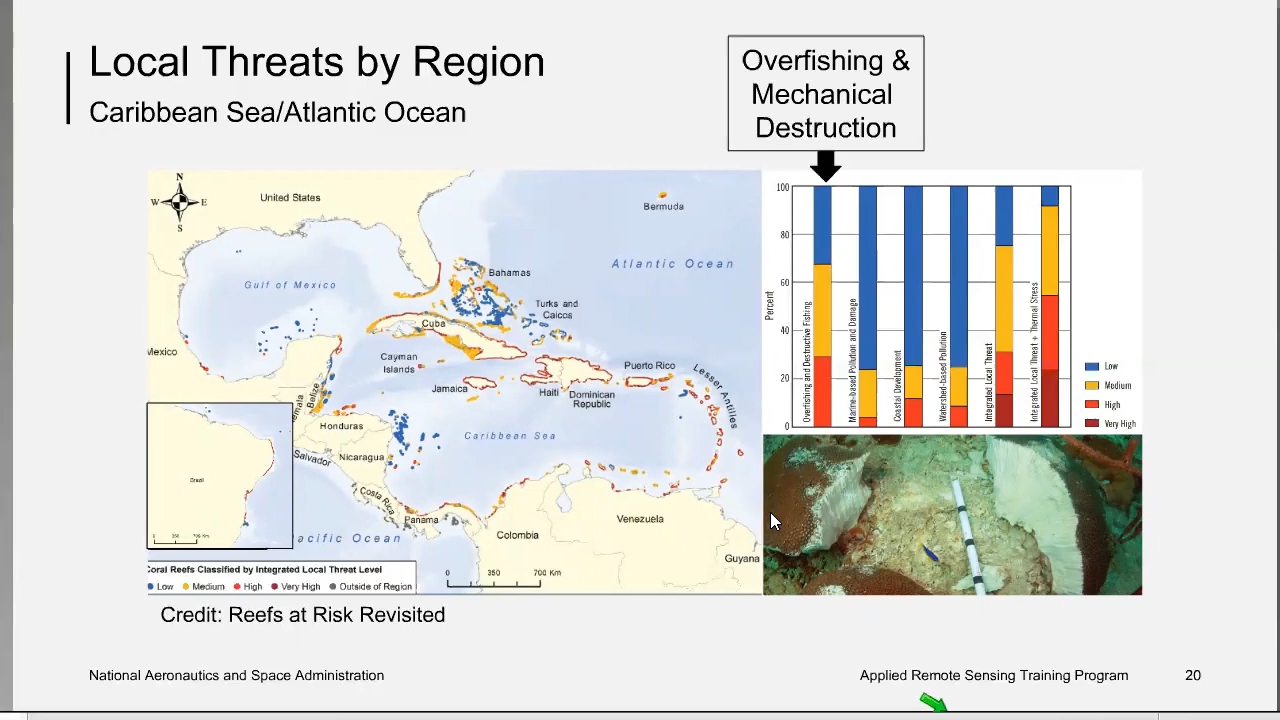 Local Threats by Region
Caribbean Sea/Atlantic Ocean
Overfishing &
Mechanical
Destruction
N
W
E
S
United States
Bermuda
Atlantic Ocean
Gulf of Mexico
Bahamas
Turks and
Caicos
Cuba
Mexico
Cayman
Islands
Puerto Rico
Lesser Antilles
Jamaica
Haiti
Dominican
Republic
Belize
Honduras
Caribbean Sea
Salvador
Nicaragua
Costa Rica
Panama
Venezuela
Colombia
Guyana
Brazil
0 350 700 Km
acific Ocean
Coral Reefs Classified by Integrated Local Threat Level
Low Medium High Very High Outside of Region
0 350 700 Km
Percent
100
80
60
40
20
0
Overfishing and Destructive Fishing
Marine-based Pollution and Damage
Coastal Development
Watershed-based Pollution
Integrated Local Threat
Integrated Local Threat + Thermal Stress
Low
Medium
High
Very High
Credit: Reefs at Risk Revisited
National Aeronautics and Space Administration
Applied Remote Sensing Training Program
20